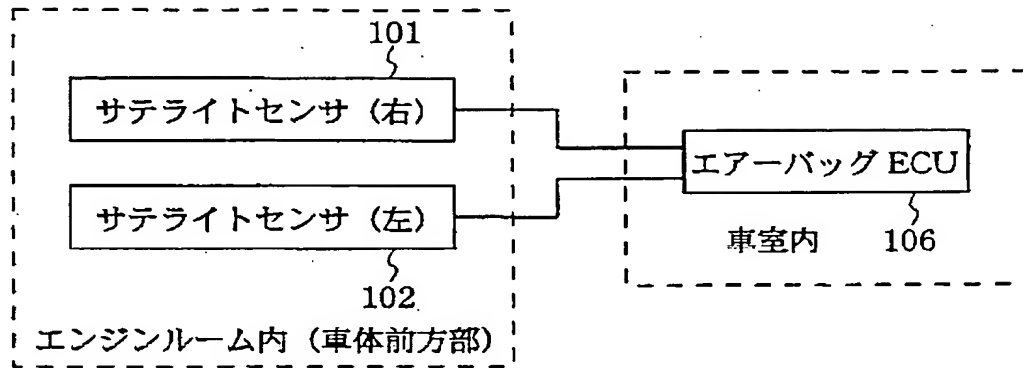 101
サテライトセンサ（右）
サテライトセンサ（左）
102
エンジンルーム内（車体前方部）
エアーバッグ ECU
車室内
106